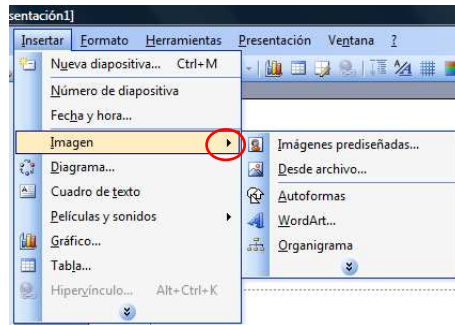 sentación1]
Insertar Formato Herramientas Presentación Ventana ?
Nueva diapositiva... Ctrl+M
Número de diapositiva
Fecha y hora...
Imagen
Diagrama...
Cuadro de texto
Películas y sonidos
Gráfico...
Tabla...
Hipervínculo... Alt+Ctrl+K
Imágenes prediseñadas...
Desde archivo...
Autoformas
WordArt...
Organigrama